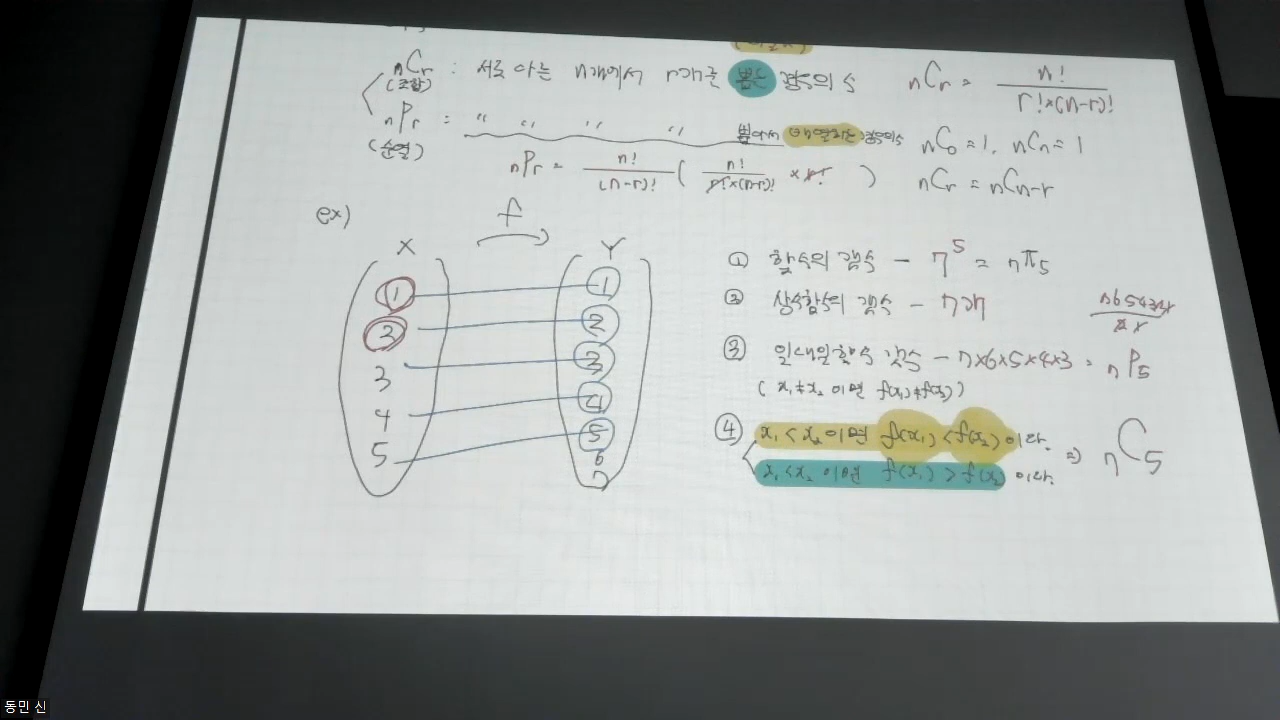 nCr : 서로 다른 n개에서 r개를 뽑는 경우의 수 nCr = n! / r!×(n-r)!
(조합)
nPr : 〃 〃 〃 〃 뽑아서 배열하는 경우의수 nC0 = 1, nCn = 1
(순열)
nPr = n! / (n-r)! ( n! / r!×(n-r)! × r! ) nCr = nCn-r
ex)
f
X Y
1 1
2 2
3 3
4 4
5 5
6
7
① 함수의 갯수 - 7^5 = 7π5
② 상수함수의 갯수 - 7개
③ 일대일함수 갯수 - 7×6×5×4×3 = 7P5
( x1≠x2 이면 f(x1)≠f(x2) )
④ x1 < x2 이면 f(x1) < f(x2) 이다.
x1 < x2 이면 f(x1) > f(x2) 이다.
⇒ 7C5
동민 신